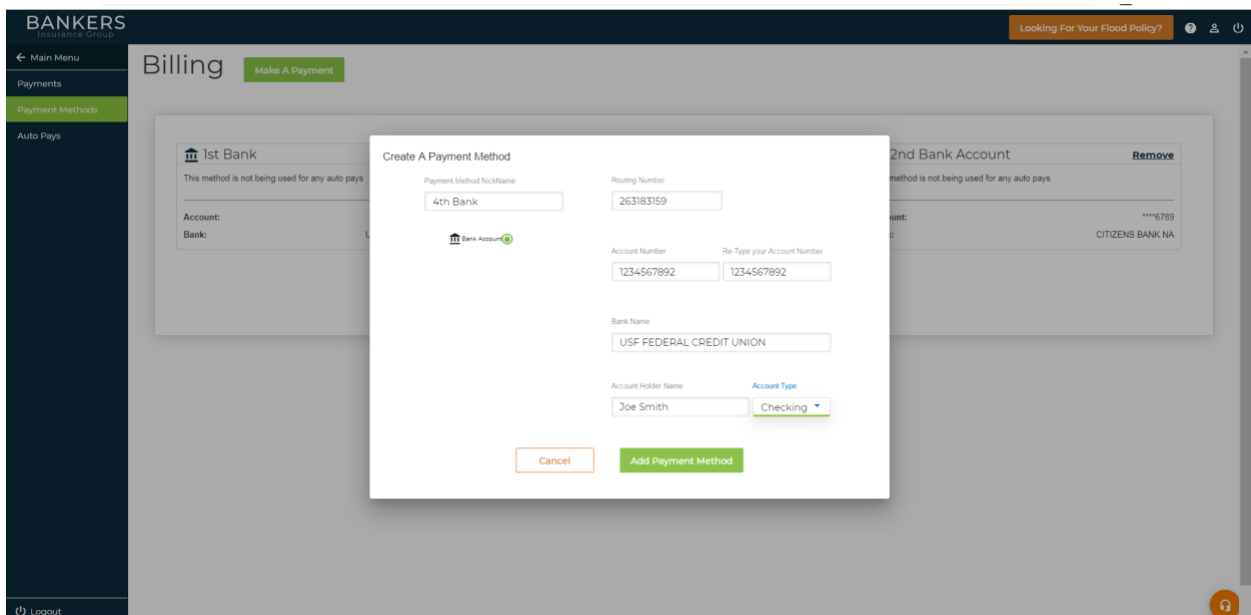 BANKERS
Insurance Group
Looking For Your Flood Policy?
← Main Menu
Payments
Payment Methods
Auto Pays
Logout
Billing
Make A Payment
1st Bank
This method is not being used for any auto pays
Account:
Bank:
2nd Bank Account
Remove
method is not being used for any auto pays
unt:
****6789
CITIZENS BANK NA
Create A Payment Method
Payment Method NickName
4th Bank
Bank Account
Routing Number
263183159
Account Number
Re-Type your Account Number
1234567892
1234567892
Bank Name
USF FEDERAL CREDIT UNION
Account Holder Name
Account Type
Joe Smith
Checking
Cancel
Add Payment Method